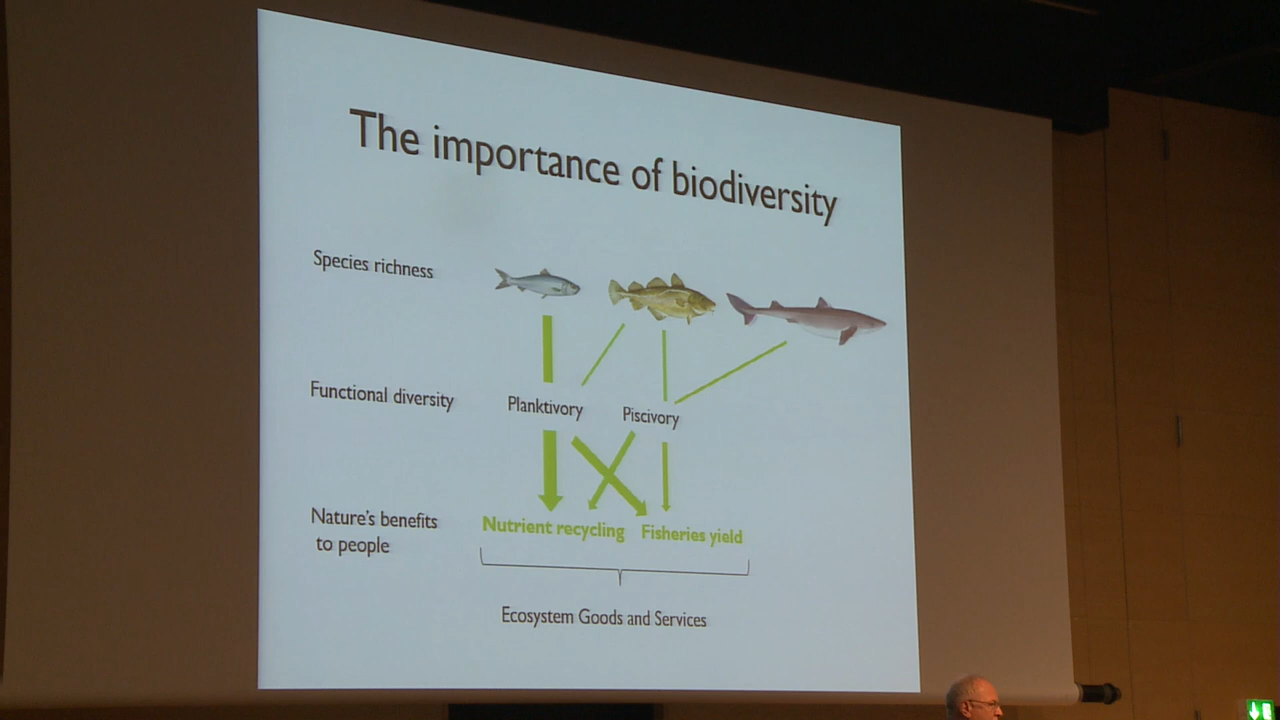 The importance of biodiversity
Species richness
Functional diversity
Planktivory
Piscivory
Nature's benefits
to people
Nutrient recycling
Fisheries yield
Ecosystem Goods and Services